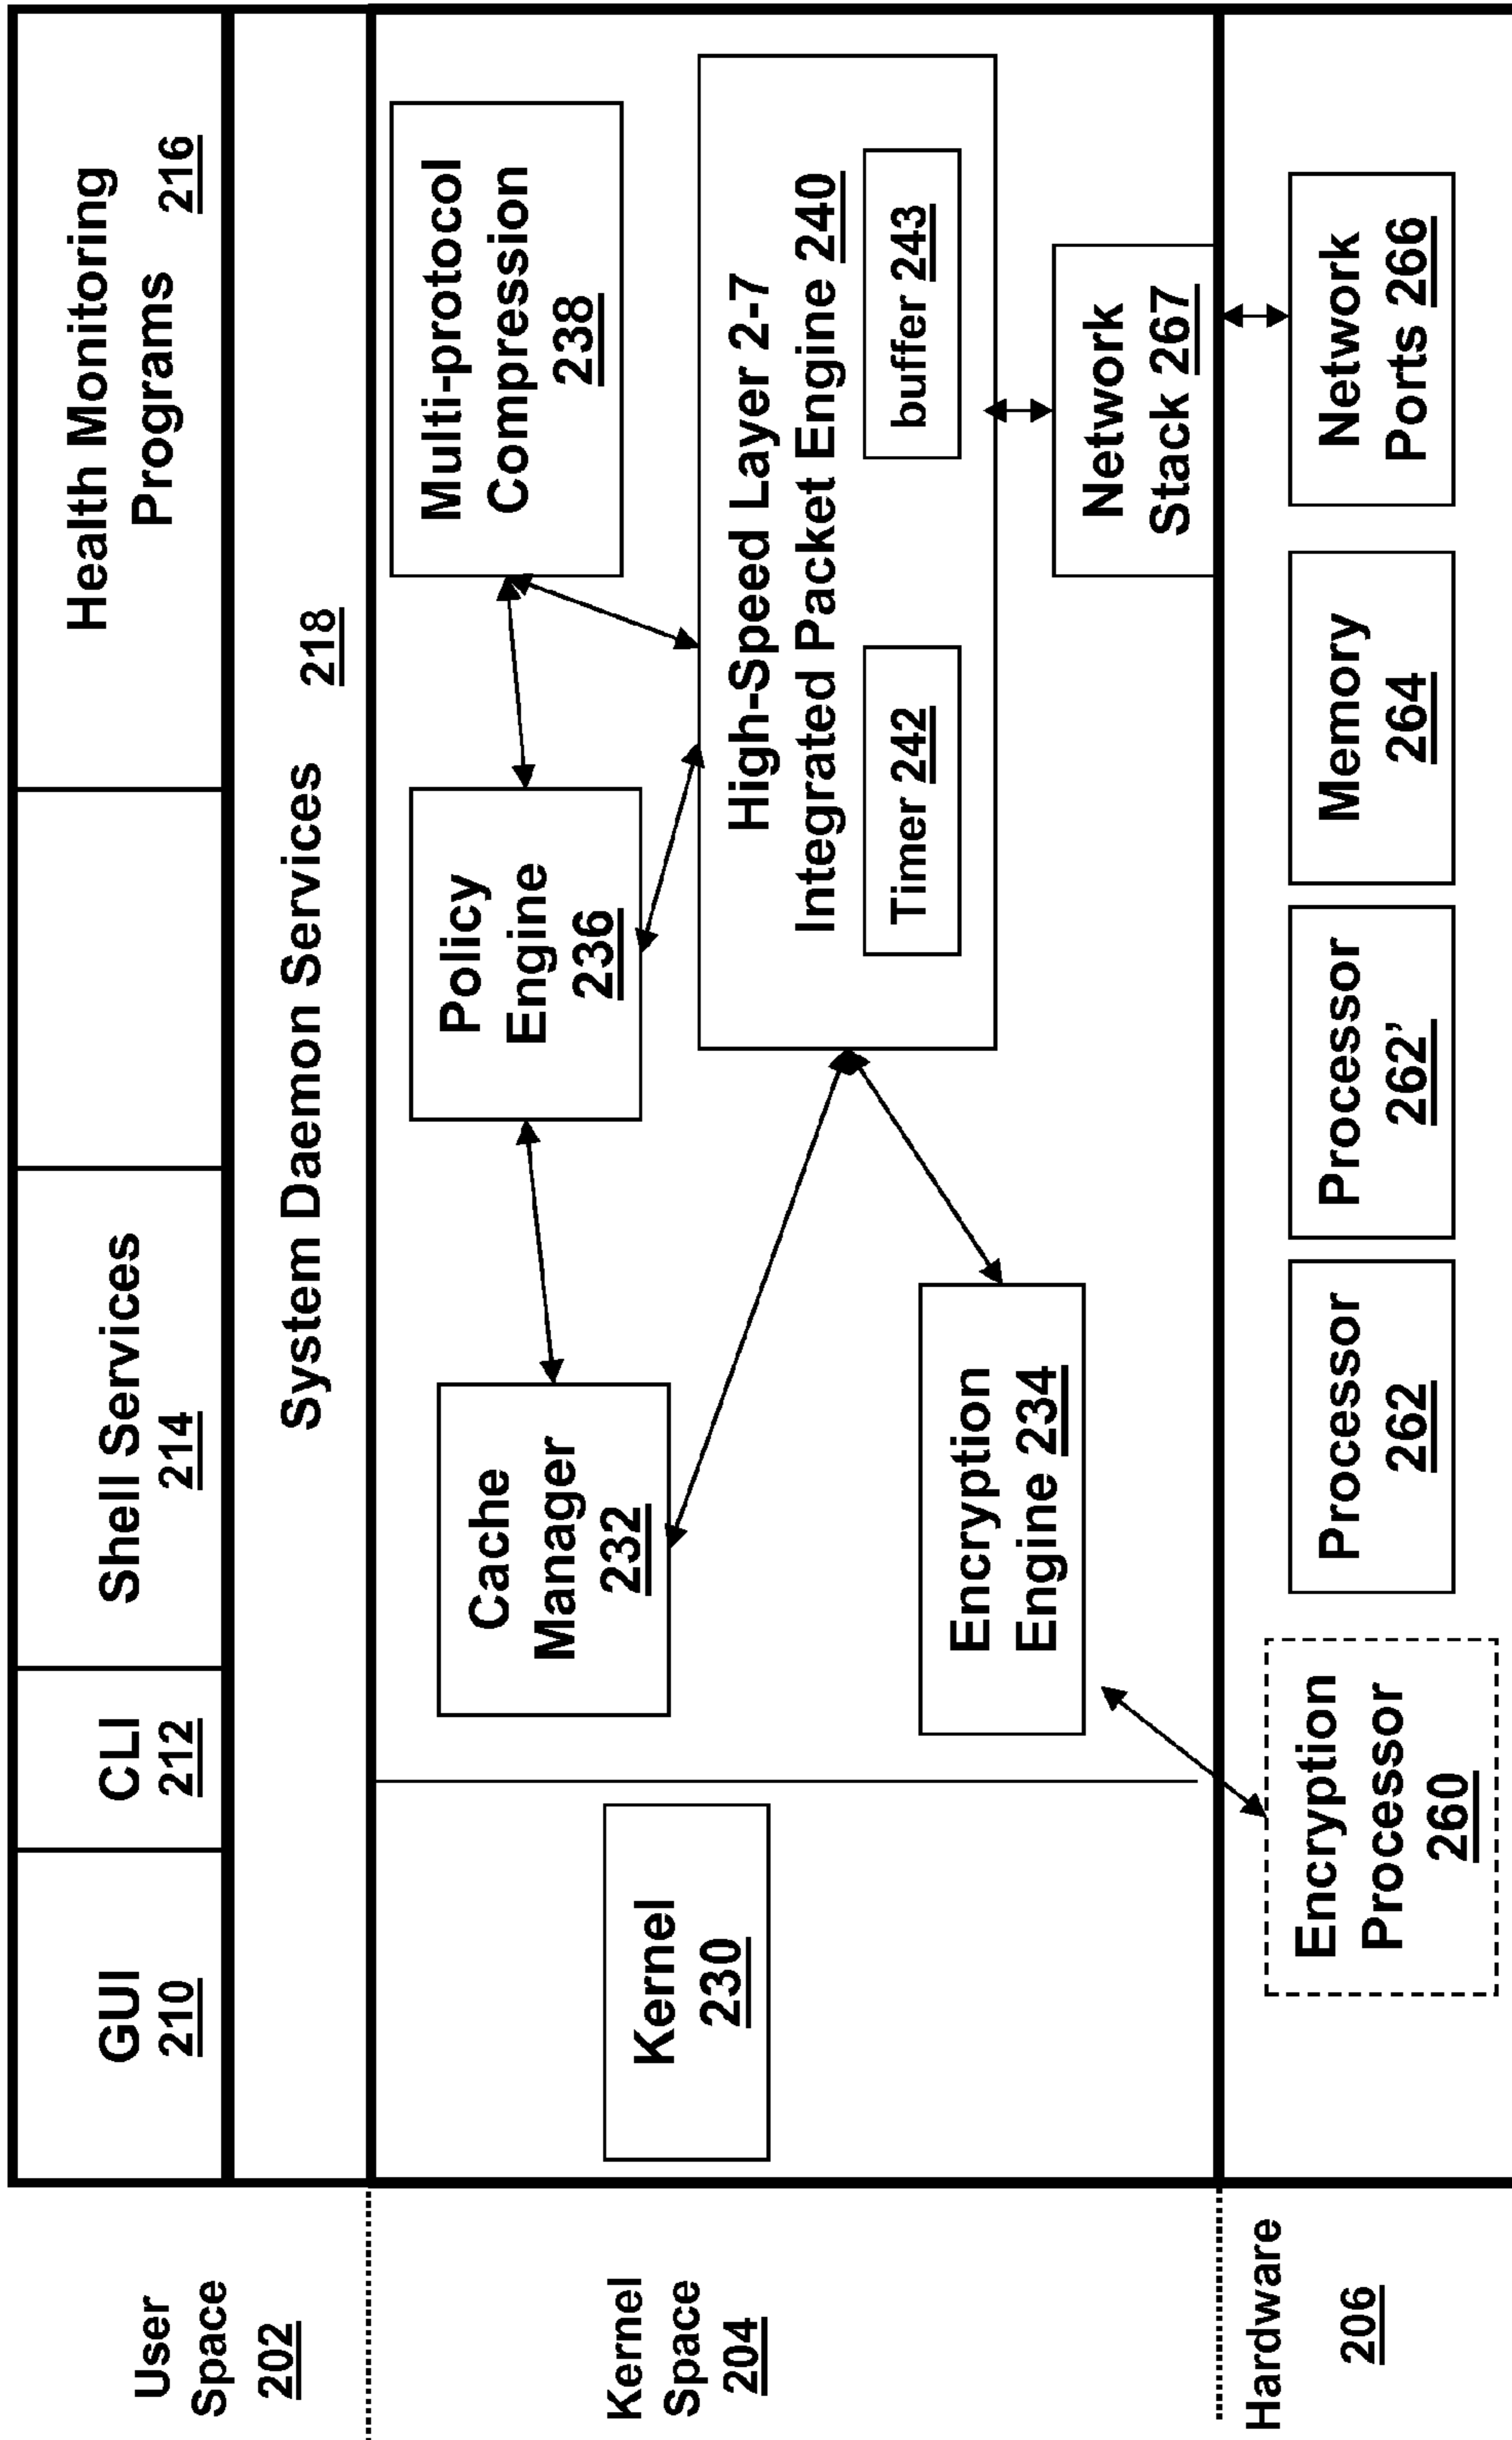 User
Space
202
GUI
210
CLI
212
Shell Services
214
Health Monitoring
Programs 216
System Daemon Services 218
Kernel
Space
204
Kernel
230
Cache
Manager
232
Policy
Engine
236
Multi-protocol
Compression
238
High-Speed Layer 2-7
Integrated Packet Engine 240
Timer 242
buffer 243
Encryption
Engine 234
Network
Stack 267
Hardware
206
Encryption
Processor
260
Processor
262
Processor
262’
Memory
264
Network
Ports 266